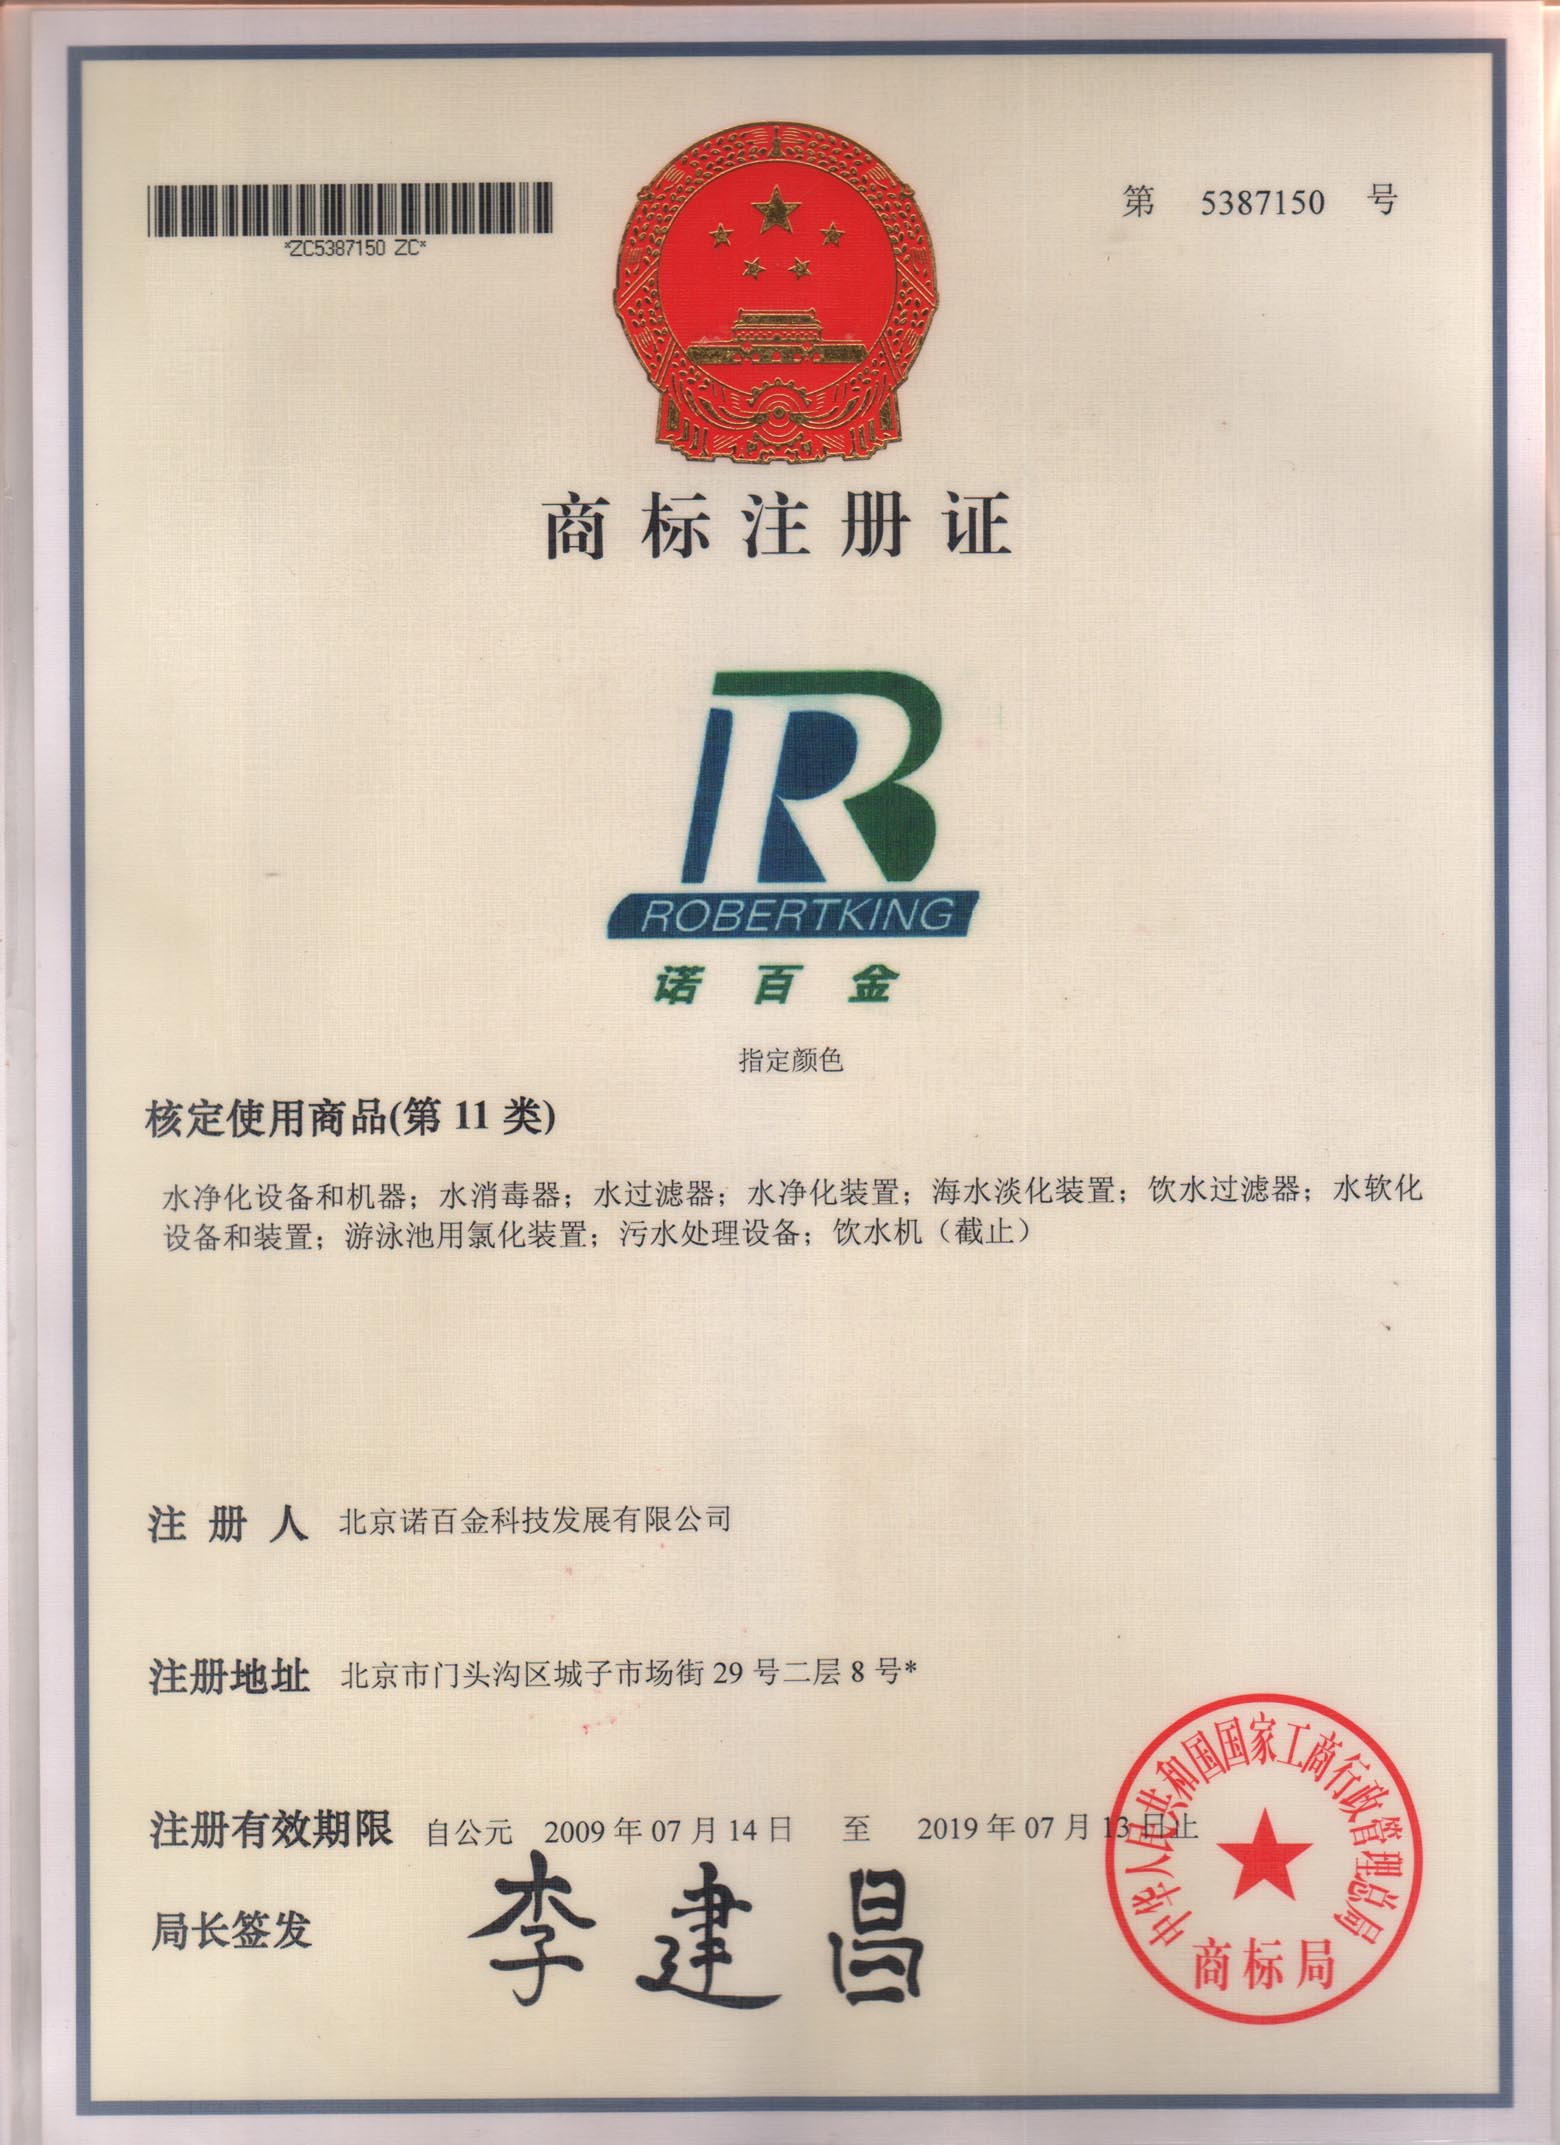 *ZC5387150 ZC*
第 5387150 号
商标注册证
ROBERTKING
诺百金
指定颜色
核定使用商品(第 11 类)
水净化设备和机器；水消毒器；水过滤器；水净化装置；海水淡化装置；饮水过滤器；水软化
设备和装置；游泳池用氯化装置；污水处理设备；饮水机（截止）
注册人 北京诺百金科技发展有限公司
注册地址 北京市门头沟区城子市场街 29 号二层 8 号*
注册有效期限 自公元 2009 年 07 月 14 日 至 2019 年 07 月 13 日止
局长签发 李建昌
中华人民共和国国家工商行政管理总局
商标局